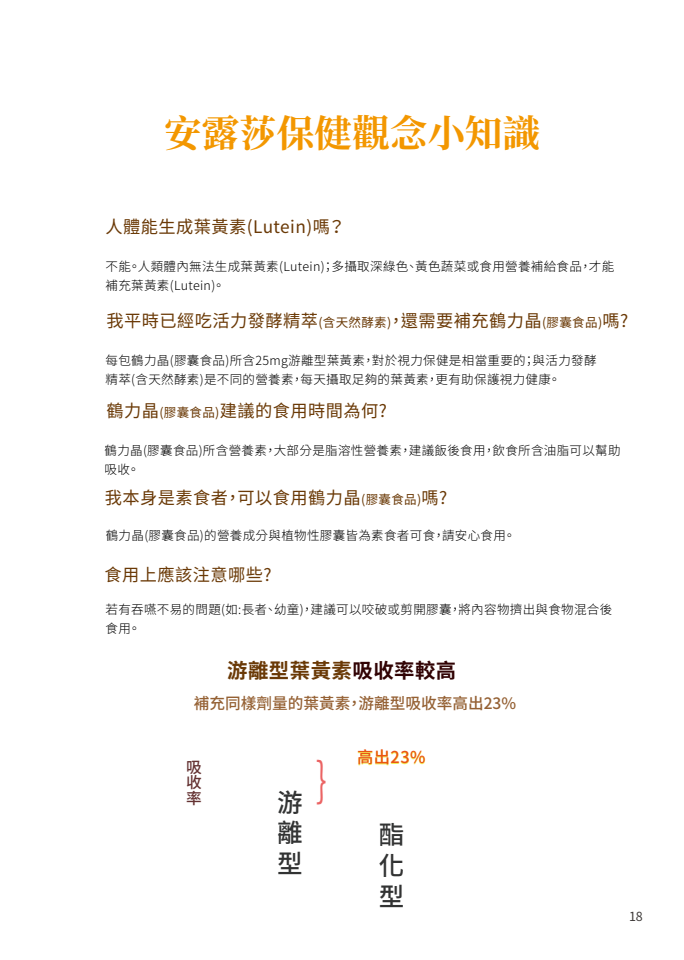 安露莎保健觀念小知識
人體能生成葉黃素(Lutein)嗎？
不能。人類體內無法生成葉黃素(Lutein)；多攝取深綠色、黃色蔬菜或食用營養補給食品，才能
補充葉黃素(Lutein)。
我平時已經吃活力發酵精萃(含天然酵素)，還需要補充鶴力晶(膠囊食品)嗎?
每包鶴力晶(膠囊食品)所含25mg游離型葉黃素，對於視力保健是相當重要的；與活力發酵
精萃(含天然酵素)是不同的營養素，每天攝取足夠的葉黃素，更有助保護視力健康。
鶴力晶(膠囊食品)建議的食用時間為何?
鶴力晶(膠囊食品)所含營養素，大部分是脂溶性營養素，建議飯後食用，飲食所含油脂可以幫助
吸收。
我本身是素食者，可以食用鶴力晶(膠囊食品)嗎?
鶴力晶(膠囊食品)的營養成分與植物性膠囊皆為素食者可食，請安心食用。
食用上應該注意哪些?
若有吞嚥不易的問題(如:長者、幼童)，建議可以咬破或剪開膠囊，將內容物擠出與食物混合後
食用。
游離型葉黃素吸收率較高
補充同樣劑量的葉黃素，游離型吸收率高出23%
高出23%
吸收率
游離型
酯化型
18